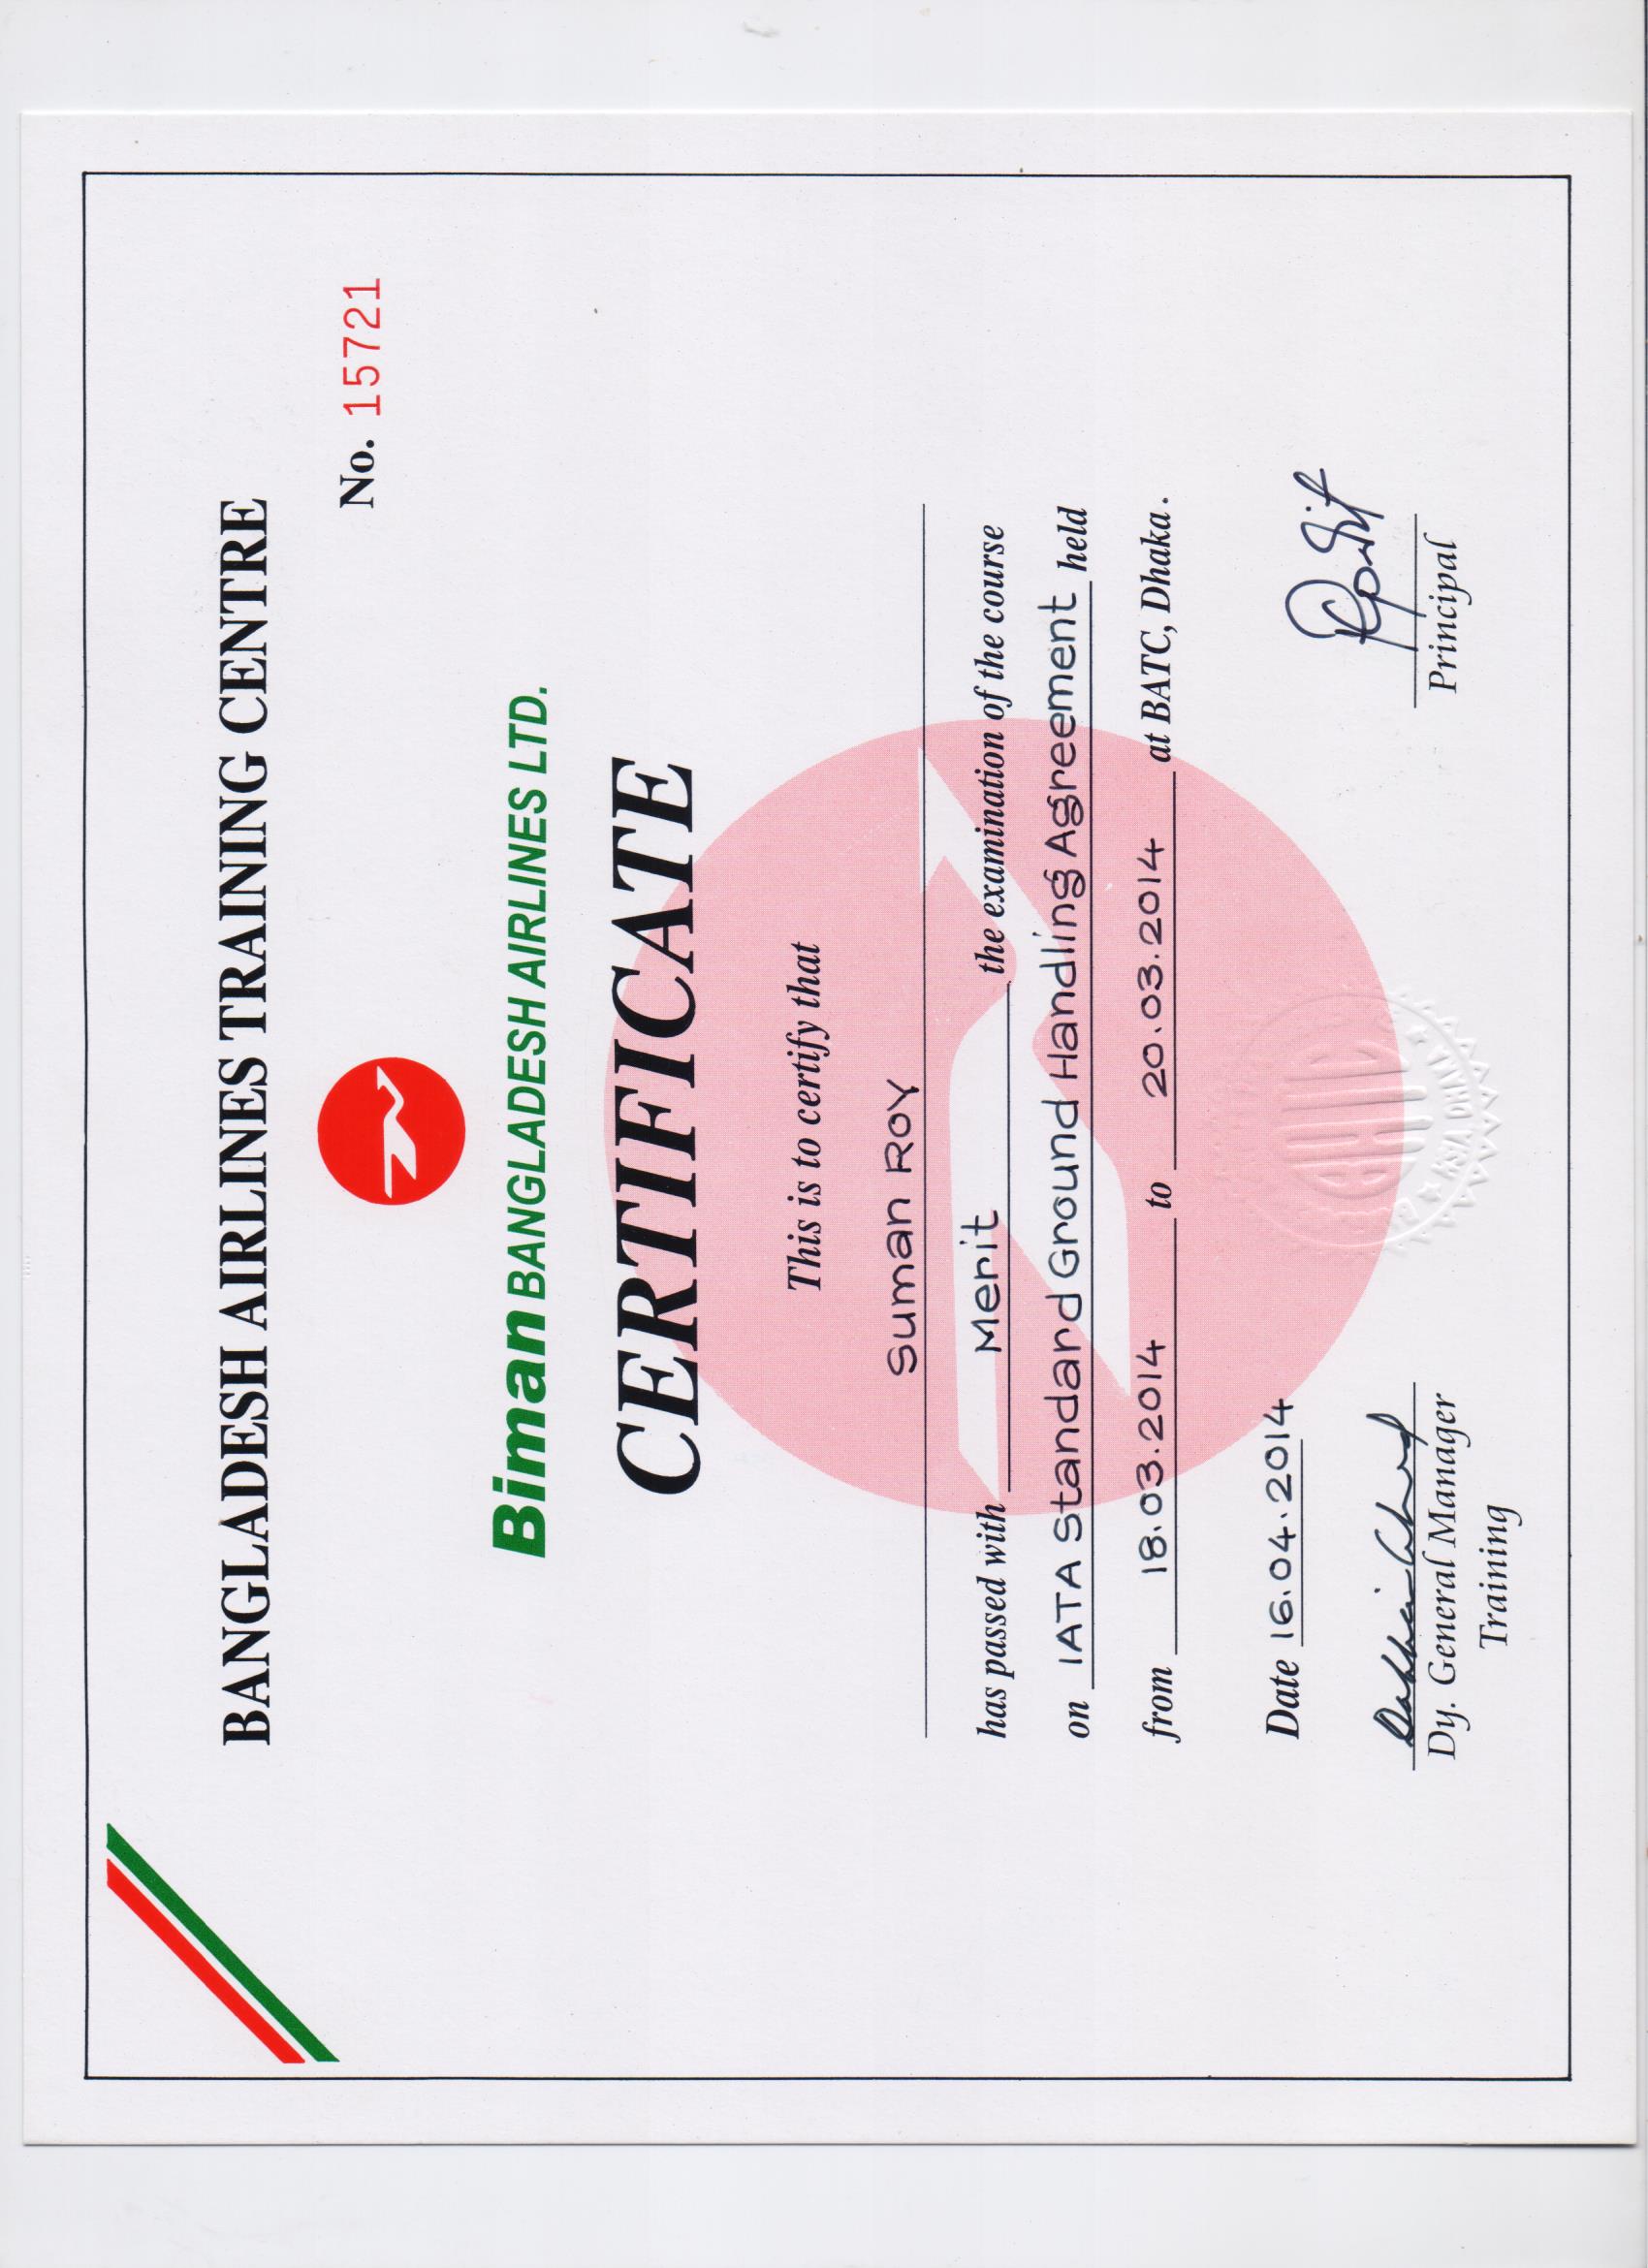 BANGLADESH AIRLINES TRAINING CENTRE
No. 15721
Biman BANGLADESH AIRLINES LTD.
CERTIFICATE
This is to certify that
Suman Roy
has passed with Merit the examination of the course
on IATA Standard Ground Handling Agreement held
from 18.03.2014 to 20.03.2014 at BATC, Dhaka.
Date 16.04.2014
Dy. General Manager
Training
Principal